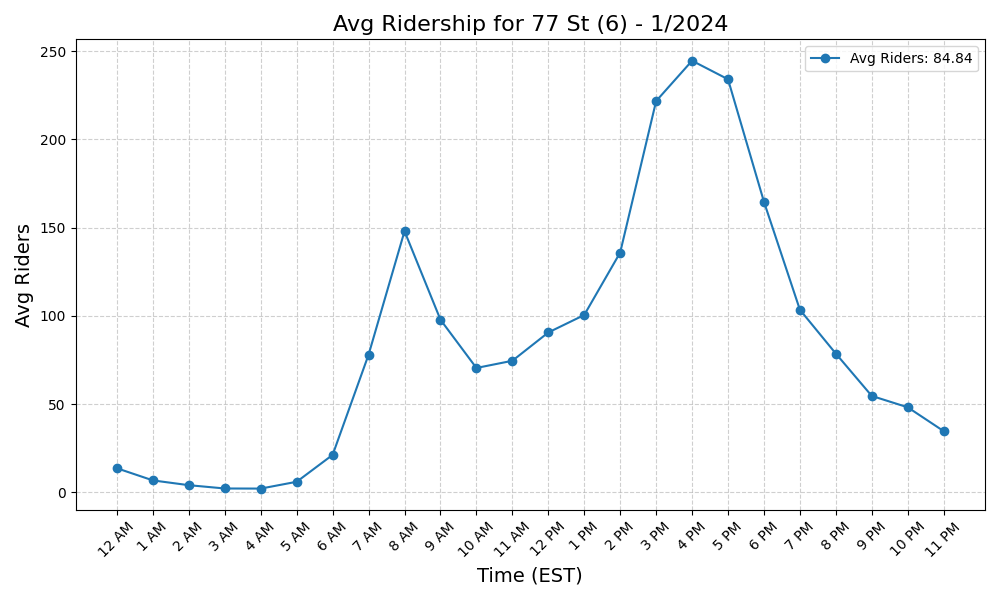 Avg Ridership for 77 St (6) - 1/2024
Avg Riders: 84.84
Avg Riders
250
200
150
100
50
0
12 AM
1 AM
2 AM
3 AM
4 AM
5 AM
6 AM
7 AM
8 AM
9 AM
10 AM
11 AM
12 PM
1 PM
2 PM
3 PM
4 PM
5 PM
6 PM
7 PM
8 PM
9 PM
10 PM
11 PM
Time (EST)